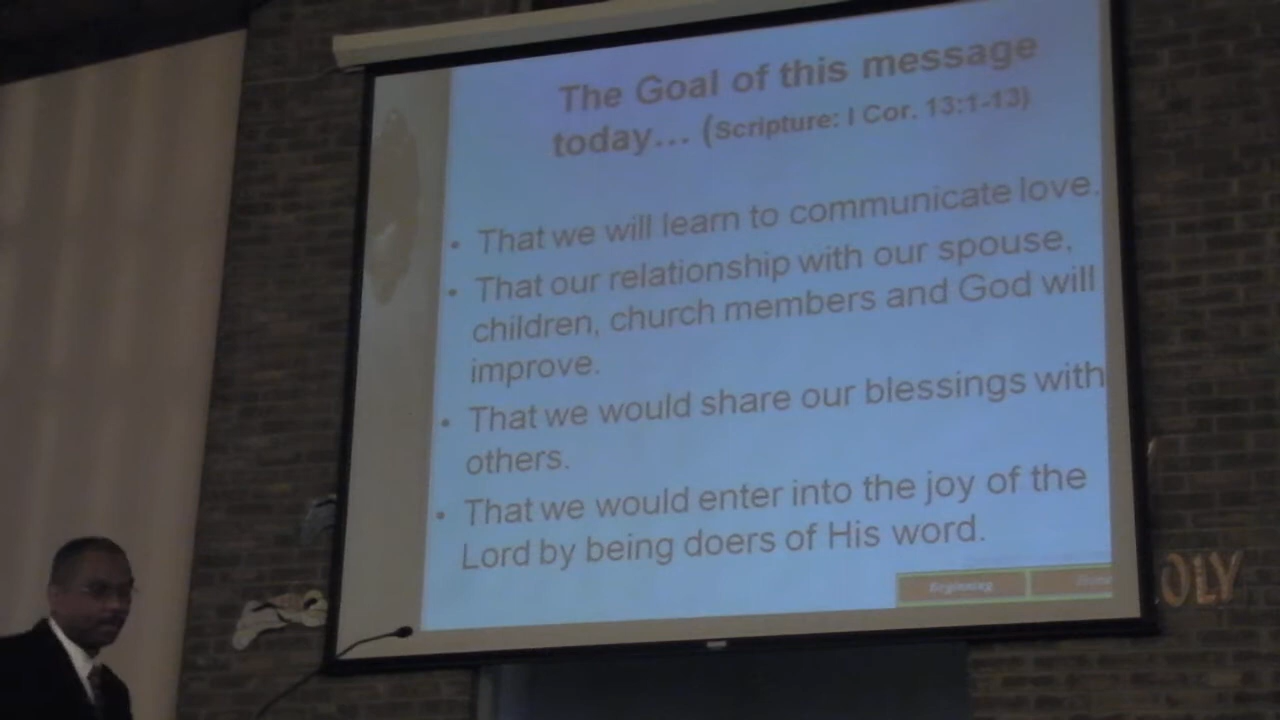 The Goal of this message
today... (Scripture: I Cor. 13:1-13)
• That we will learn to communicate love.
• That our relationship with our spouse,
children, church members and God will
improve.
• That we would share our blessings with
others.
• That we would enter into the joy of the
Lord by being doers of His word.
Beginning
OLY